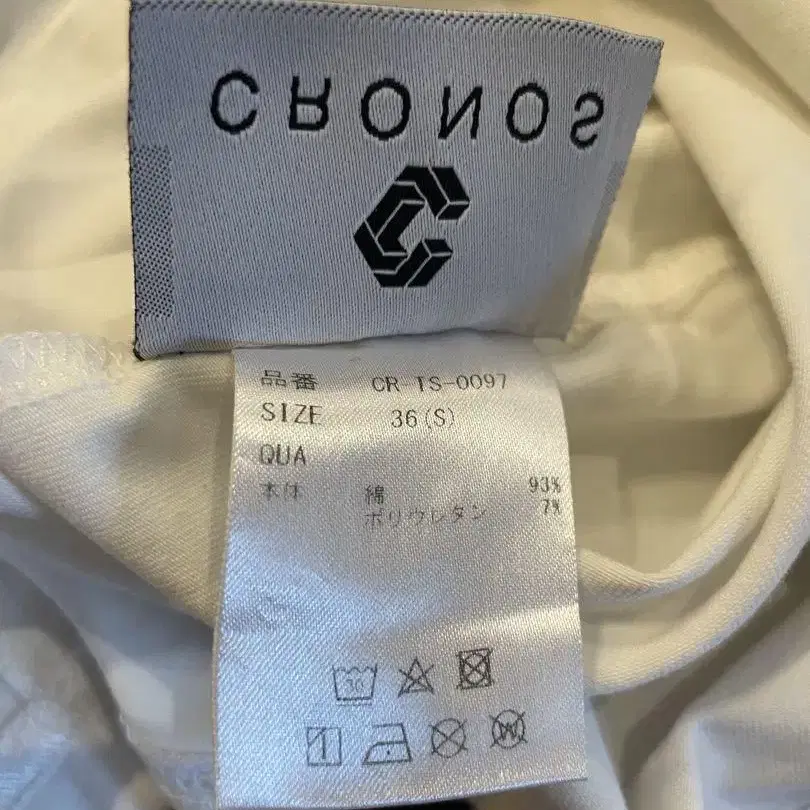 CRONOS
品番 CR-TS-0097
SIZE 36(S)
QUA
本体 綿 93%
ポリウレタン 7%